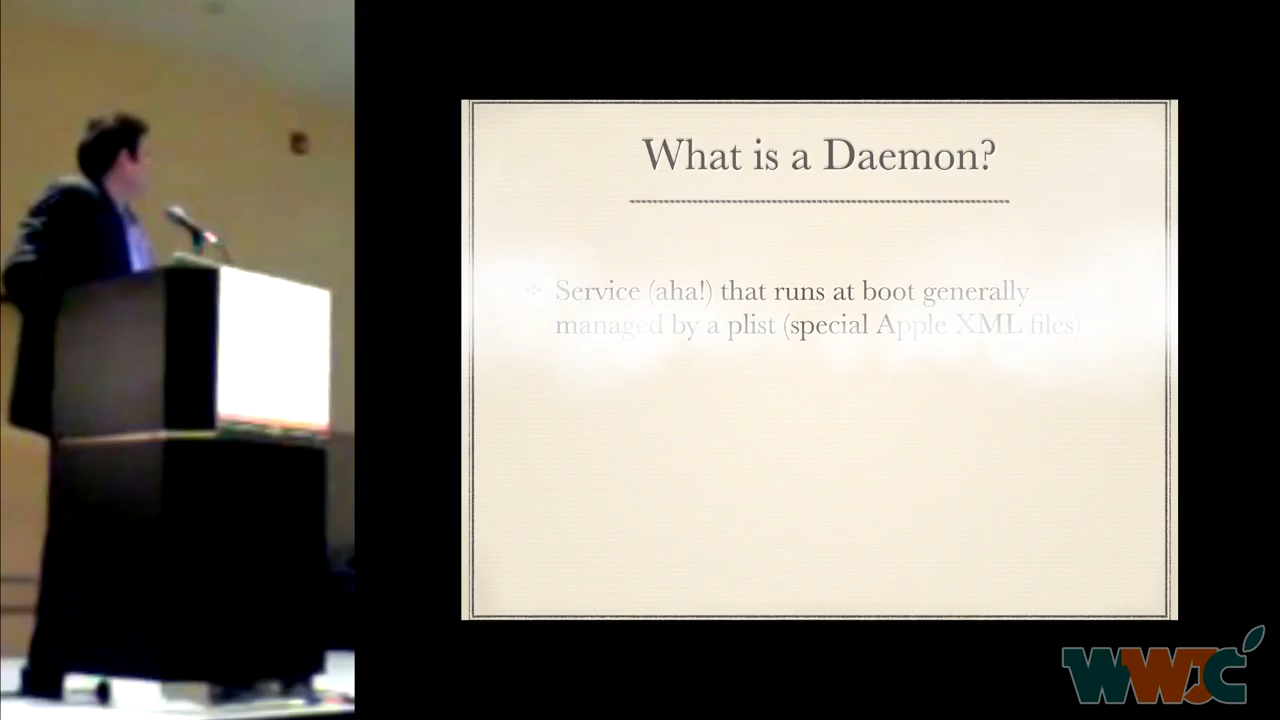 What is a Daemon?
Service (aha!) that runs at boot generally
managed by a plist (special Apple XML files)
WWJC